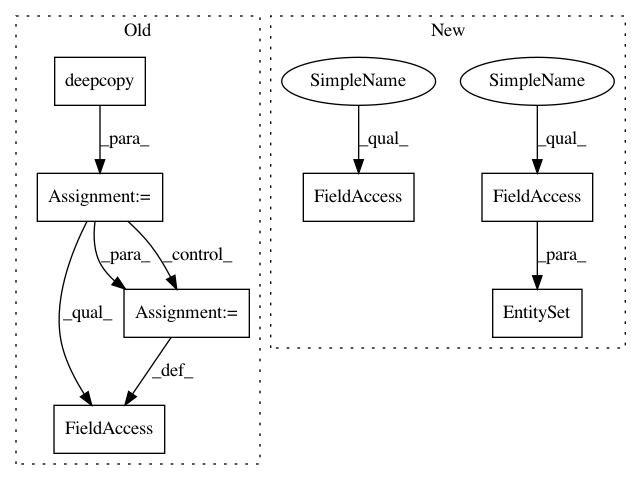 Old
New
deepcopy
SimpleName
SimpleName
_para_
_qual_
_qual_
Assignment:=
FieldAccess
FieldAccess
_para_
_control_
_para_
_qual_
Assignment:=
EntitySet
_def_
FieldAccess